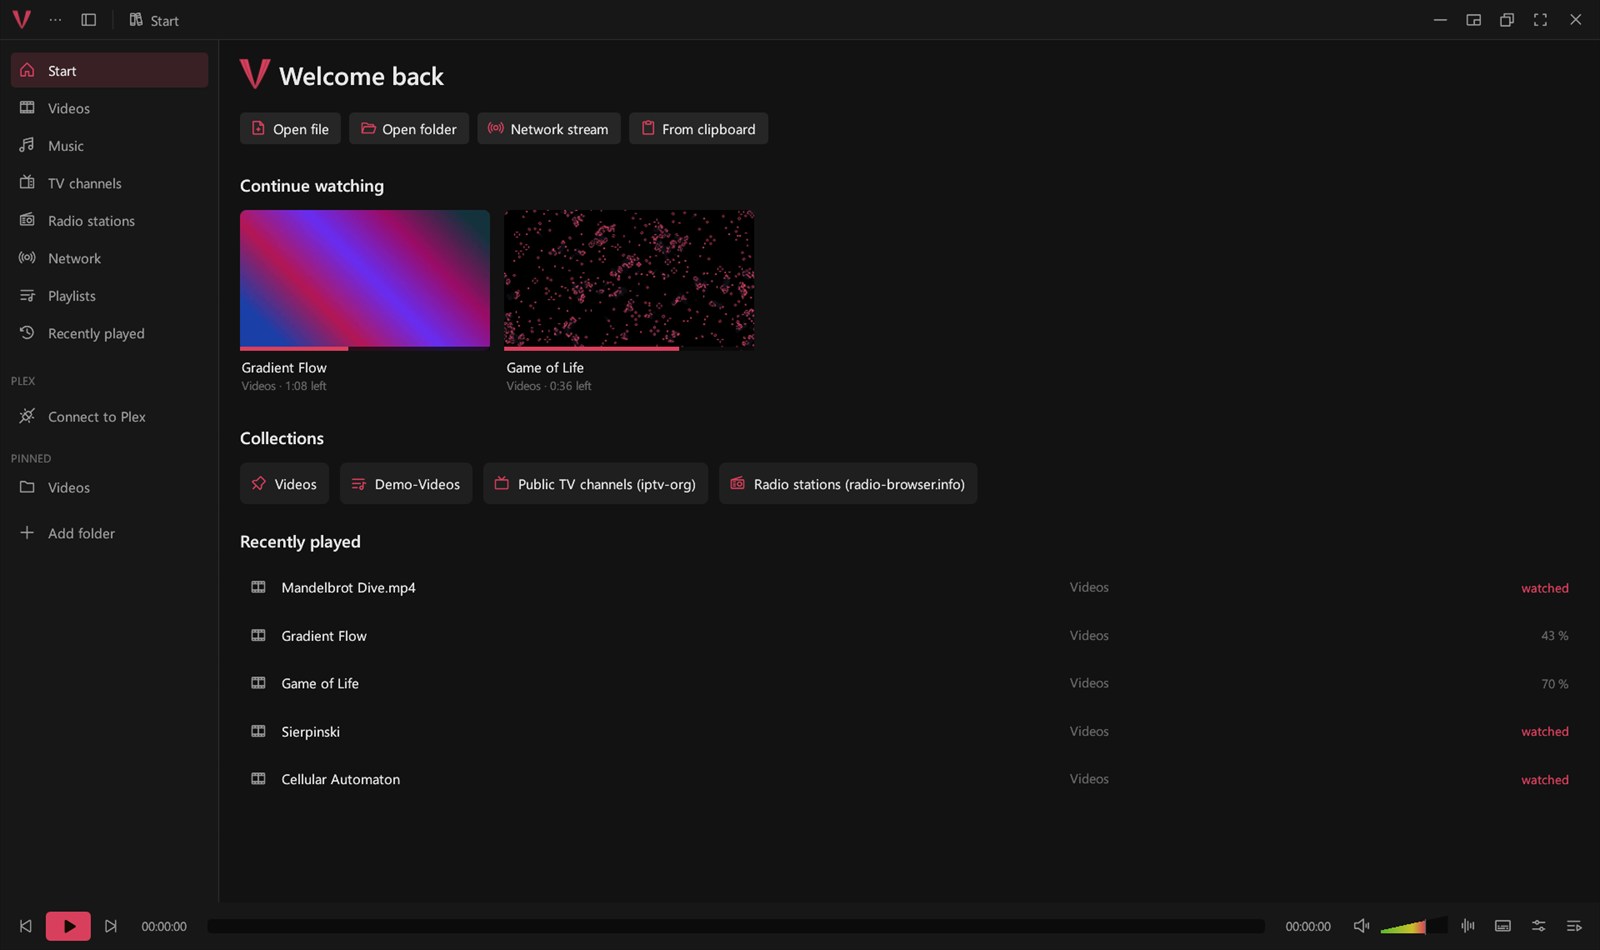 Start
Start
Videos
Music
TV channels
Radio stations
Network
Playlists
Recently played
PLEX
Connect to Plex
PINNED
Videos
Add folder
Welcome back
Open file
Open folder
Network stream
From clipboard
Continue watching
Gradient Flow
Videos · 1:08 left
Game of Life
Videos · 0:36 left
Collections
Videos
Demo-Videos
Public TV channels (iptv-org)
Radio stations (radio-browser.info)
Recently played
Mandelbrot Dive.mp4 Videos watched
Gradient Flow Videos 43 %
Game of Life Videos 70 %
Sierpinski Videos watched
Cellular Automaton Videos watched
00:00:00 00:00:00